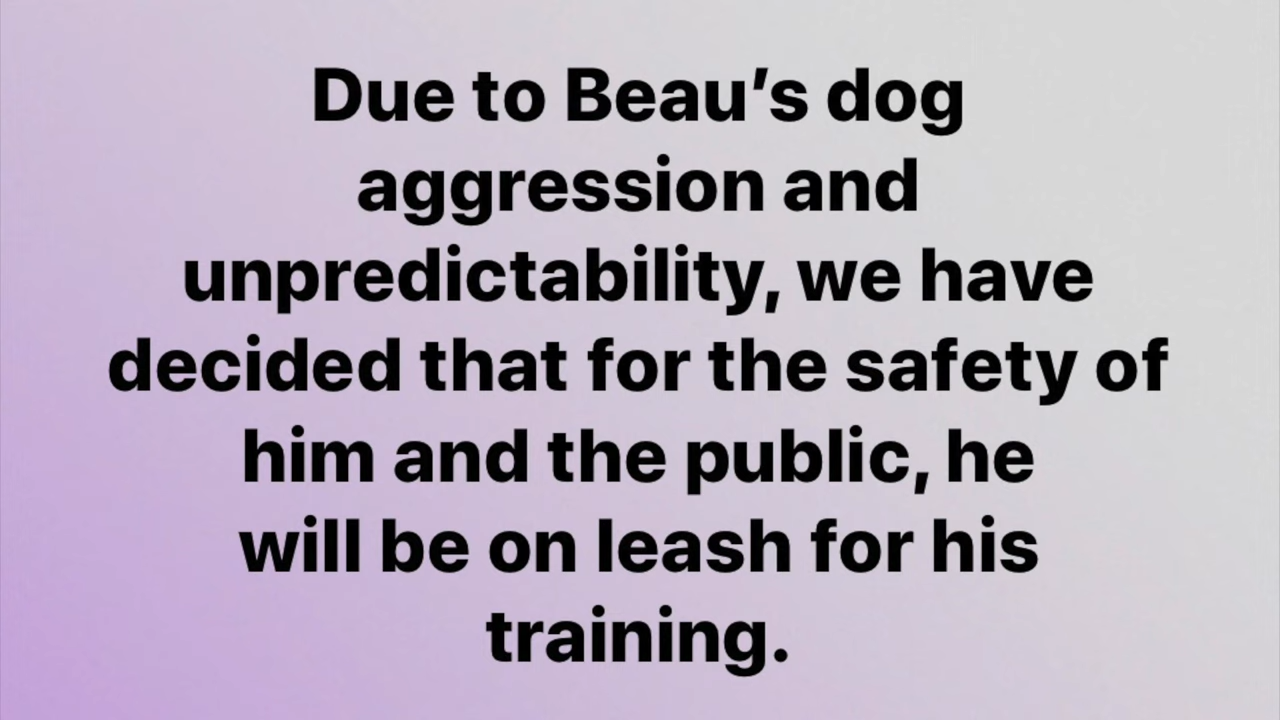 Due to Beau’s dog
aggression and
unpredictability, we have
decided that for the safety of
him and the public, he
will be on leash for his
training.